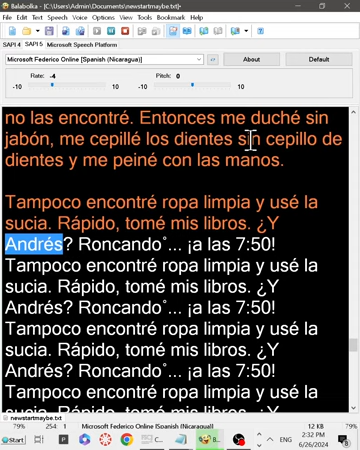 Balabolka - [C:\Users\Admin\Documents\newstartmaybe.txt]
File Edit Text Speech Voice Options View Tools Bookmarks Help
SAPI 4 SAPI 5 Microsoft Speech Platform
Microsoft Federico Online (Spanish (Nicaragua)) About Default
Rate: -4 Pitch: 0
-10 10 -10 10
no las encontré. Entonces me duché sin
jabón, me cepillé los dientes sin cepillo de
dientes y me peiné con las manos.
Tampoco encontré ropa limpia y usé la
sucia. Rápido, tomé mis libros. ¿Y
Andrés? Roncando°... ¡a las 7:50!
Tampoco encontré ropa limpia y usé la
sucia. Rápido, tomé mis libros. ¿Y
Andrés? Roncando°... ¡a las 7:50!
Tampoco encontré ropa limpia y usé la
sucia. Rápido, tomé mis libros. ¿Y
Andrés? Roncando°... ¡a las 7:50!
Tampoco encontré ropa limpia y usé la
sucia. Rápido, tomé mis libros. ¿Y
newstartmaybe.txt
79% 254: 1 Microsoft Federico Online (Spanish (Nicaragua)) 12 KB 79%
Start C... B... ENG 2:32 PM
6/26/2024